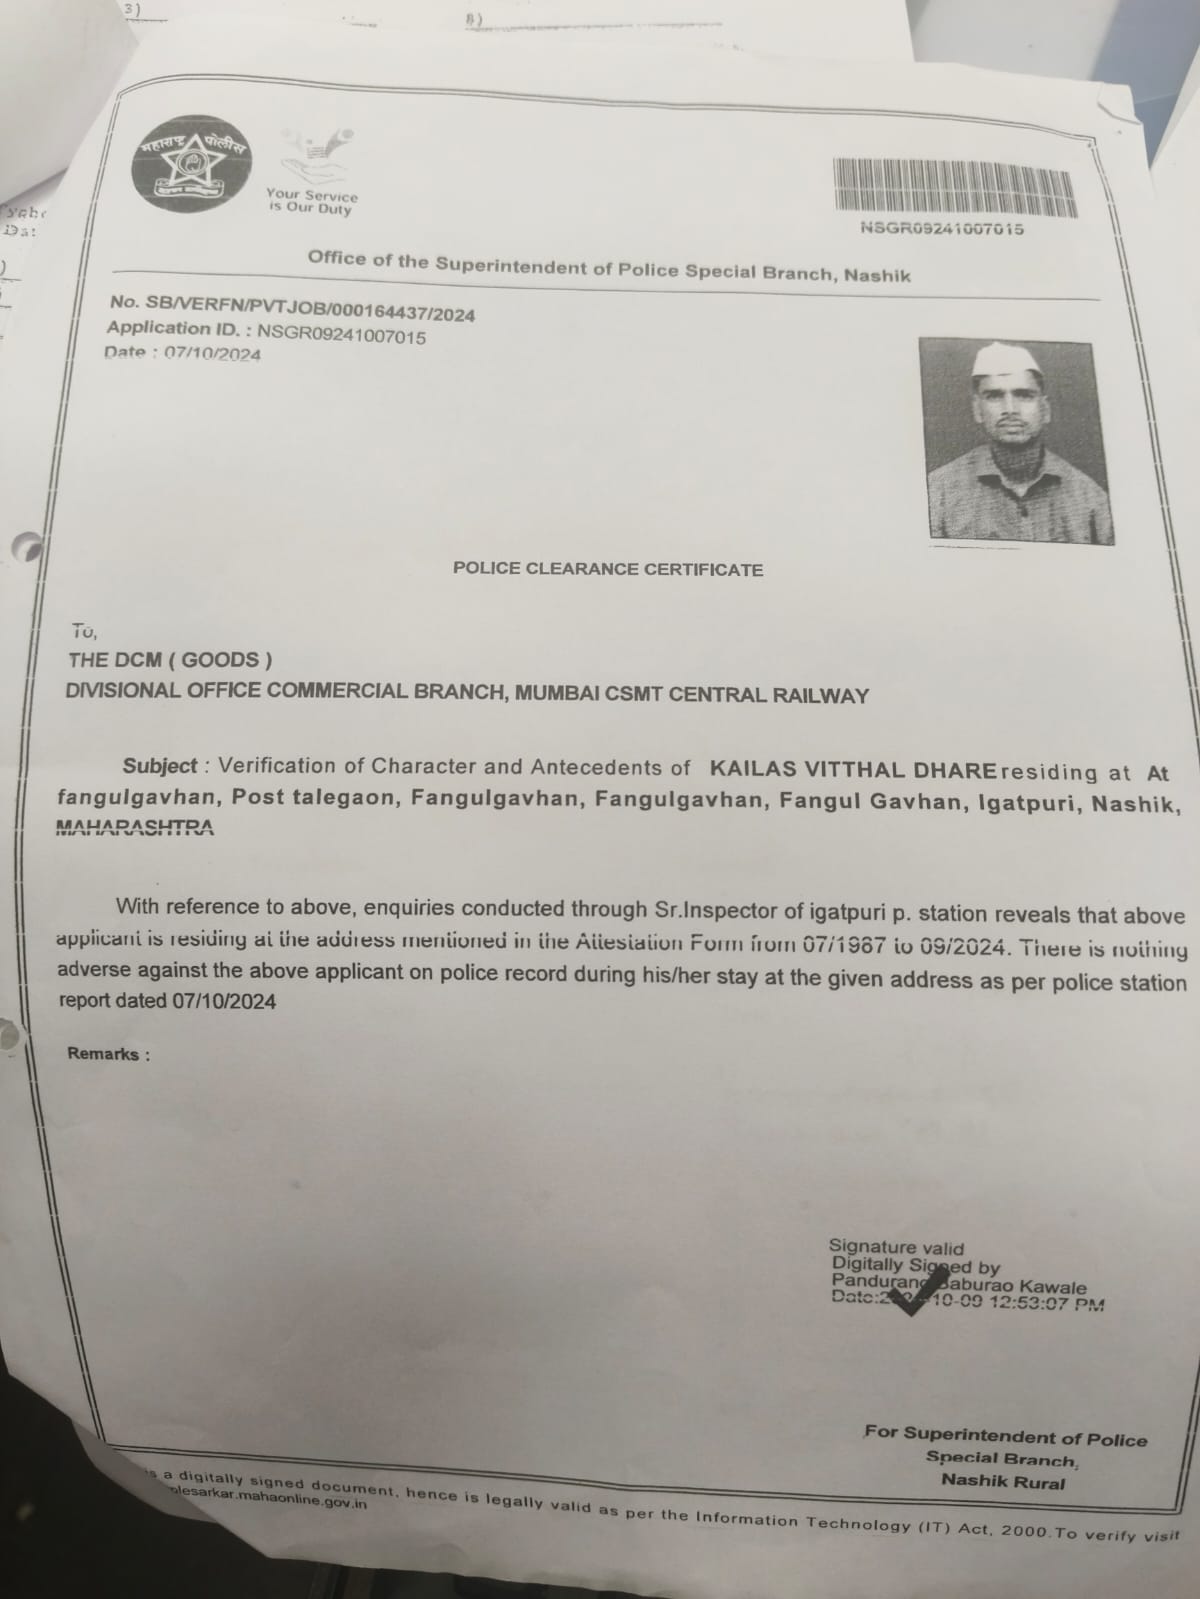 3)
8)
महाराष्ट्र पोलीस
Your Service
is Our Duty
NSGR09241007015
Office of the Superintendent of Police Special Branch, Nashik
No. SB/VERFN/PVTJOB/000164437/2024
Application ID. : NSGR09241007015
Date : 07/10/2024
POLICE CLEARANCE CERTIFICATE
To,
THE DCM ( GOODS )
DIVISIONAL OFFICE COMMERCIAL BRANCH, MUMBAI CSMT CENTRAL RAILWAY
Subject : Verification of Character and Antecedents of KAILAS VITTHAL DHARE residing at At
fangulgavhan, Post talegaon, Fangulgavhan, Fangulgavhan, Fangul Gavhan, Igatpuri, Nashik,
MAHARASHTRA
With reference to above, enquiries conducted through Sr.Inspector of igatpuri p. station reveals that above
applicant is residing at the address mentioned in the Attestation Form from 07/1987 to 09/2024. There is nothing
adverse against the above applicant on police record during his/her stay at the given address as per police station
report dated 07/10/2024
Remarks :
Signature valid
Digitally Signed by
Pandurang Baburao Kawale
Date:2024-10-09 12:53:07 PM
For Superintendent of Police
Special Branch,
Nashik Rural
a digitally signed document, hence is legally valid as per the Information Technology (IT) Act, 2000.To verify visit
lesarkar.mahaonline.gov.in